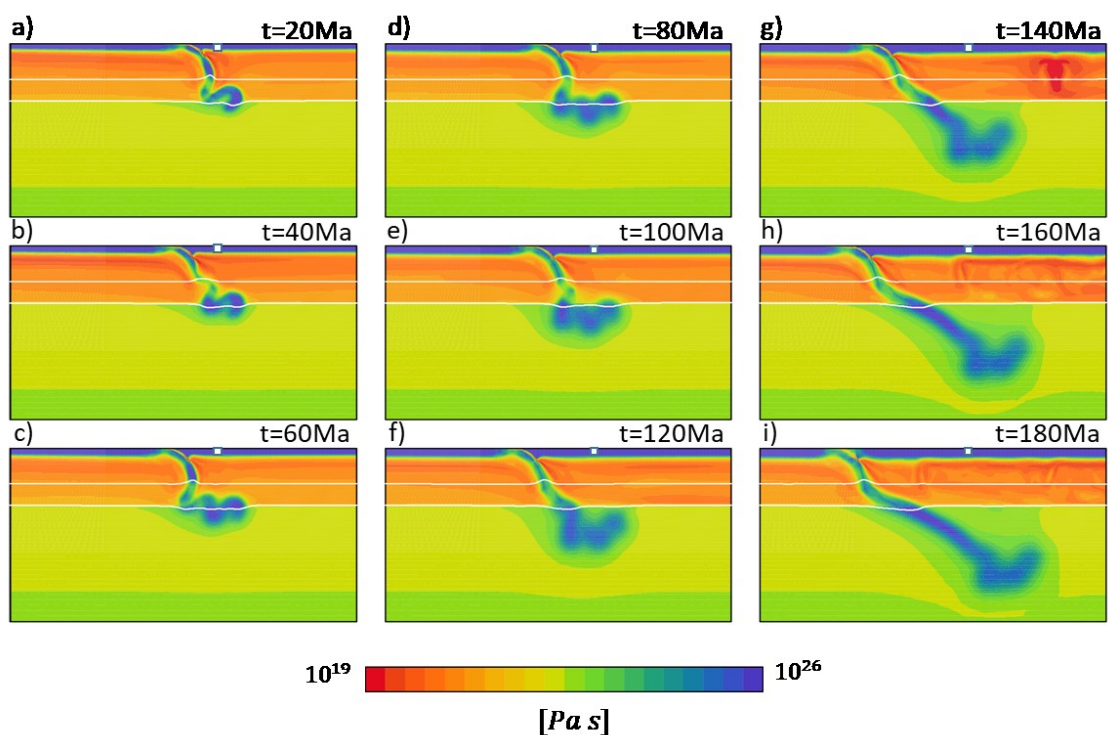 a) t=20Ma
d) t=80Ma
g) t=140Ma
b) t=40Ma
e) t=100Ma
h) t=160Ma
c) t=60Ma
f) t=120Ma
i) t=180Ma
10^19 10^26
[Pa s]